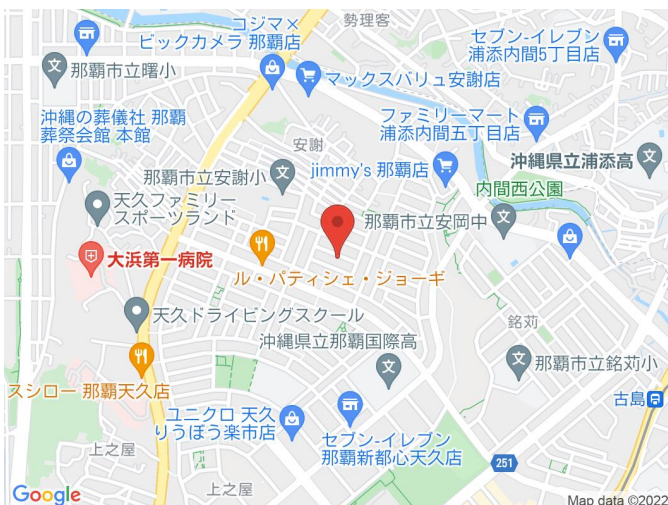 勢理客
コジマ×
ビックカメラ 那覇店
セブン-イレブン
浦添内間5丁目店
那覇市立曙小
マックスバリュ安謝店
沖縄の葬儀社 那覇
葬祭会館 本館
ファミリーマート
浦添内間五丁目店
安謝
沖縄県立浦添高
jimmy's 那覇店
那覇市立安謝小
内間西公園
天久ファミリー
スポーツランド
那覇市立安岡中
大浜第一病院
ル・パティシェ・ジョーギ
天久ドライビングスクール
銘苅
沖縄県立那覇国際高
那覇市立銘苅小
スシロー 那覇天久店
古島
ユニクロ 天久
りうぼう楽市店
セブン-イレブン
那覇新都心天久店
上之屋
251
上之屋
Google
Map data ©2022